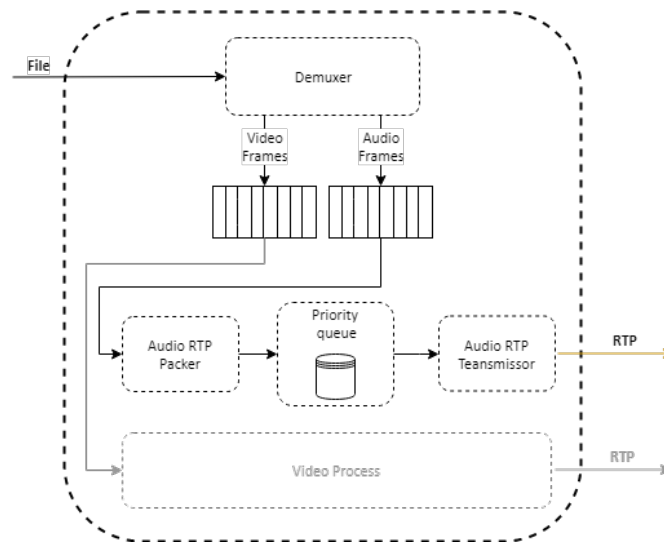 File
Demuxer
Video
Frames
Audio
Frames
Audio RTP
Packer
Priority
queue
Audio RTP
Teansmissor
RTP
Video Process
RTP